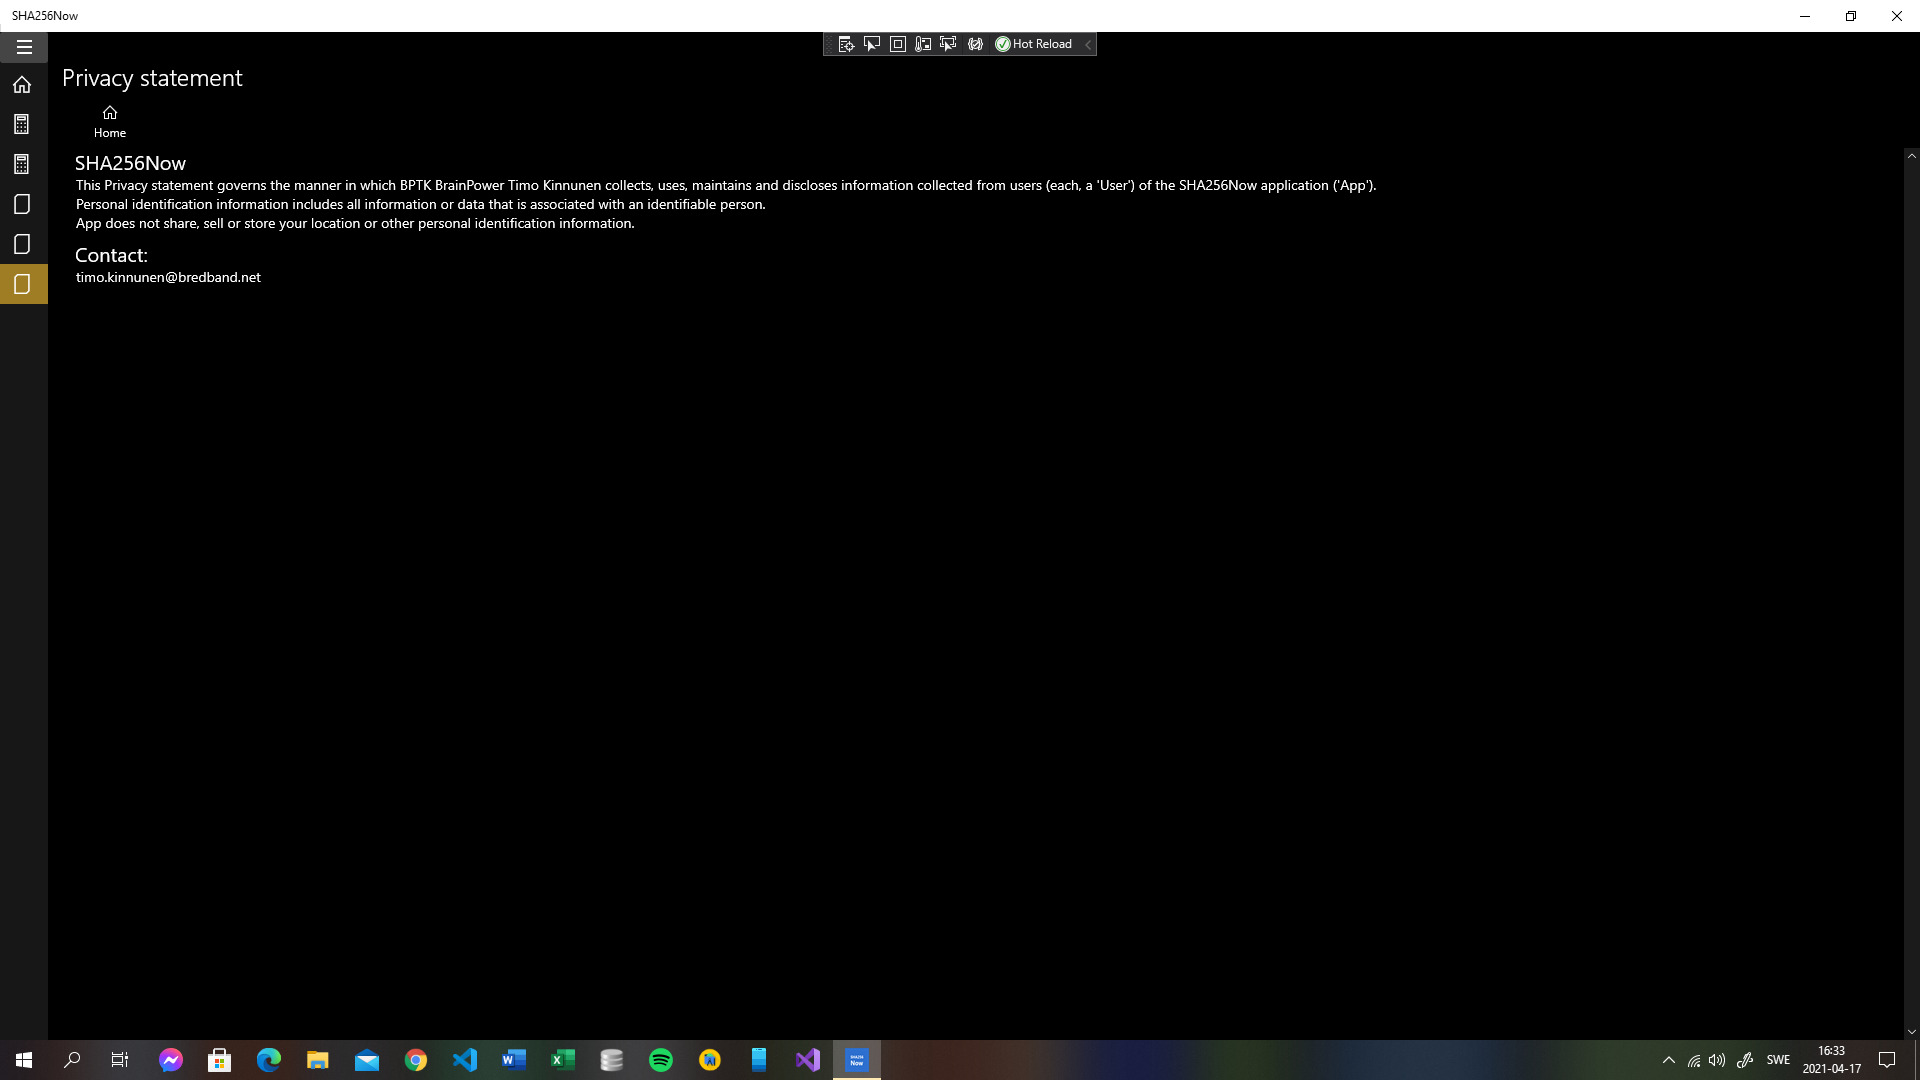 SHA256Now
Hot Reload
Privacy statement
Home
SHA256Now
This Privacy statement governs the manner in which BPTK BrainPower Timo Kinnunen collects, uses, maintains and discloses information collected from users (each, a 'User') of the SHA256Now application ('App').
Personal identification information includes all information or data that is associated with an identifiable person.
App does not share, sell or store your location or other personal identification information.
Contact:
timo.kinnunen@bredband.net
W
X
AI
SHA256
Now
SWE
16:33
2021-04-17